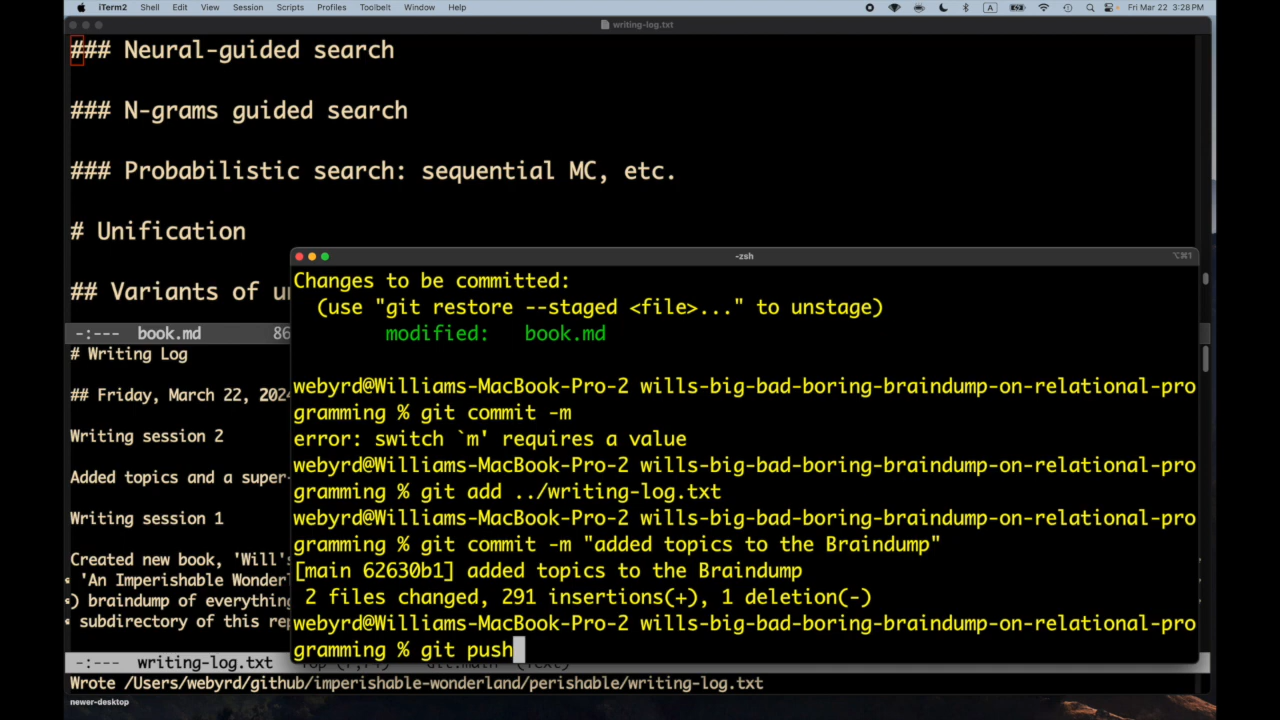 iTerm2 Shell Edit View Session Scripts Profiles Toolbelt Window Help A Fri Mar 22 3:28 PM
writing-log.txt
### Neural-guided search
### N-grams guided search
### Probabilistic search: sequential MC, etc.
# Unification
## Variants of
-:--- book.md 86
# Writing Log
## Friday, March 22, 2024
Writing session 2
Added topics and a super-
Writing session 1
Created new book, 'Will's
'An Imperishable Wonderl
) braindump of everything
subdirectory of this rep
-:--- writing-log.txt Top
Wrote /Users/webyrd/github/imperishable-wonderland/perishable/writing-log.txt
newer-desktop
-zsh
⌥⌘1
Changes to be committed:
(use "git restore --staged <file>..." to unstage)
modified: book.md
webyrd@Williams-MacBook-Pro-2 wills-big-bad-boring-braindump-on-relational-pro
gramming % git commit -m
error: switch `m' requires a value
webyrd@Williams-MacBook-Pro-2 wills-big-bad-boring-braindump-on-relational-pro
gramming % git add ../writing-log.txt
webyrd@Williams-MacBook-Pro-2 wills-big-bad-boring-braindump-on-relational-pro
gramming % git commit -m "added topics to the Braindump"
[main 62630b1] added topics to the Braindump
2 files changed, 291 insertions(+), 1 deletion(-)
webyrd@Williams-MacBook-Pro-2 wills-big-bad-boring-braindump-on-relational-pro
gramming % git push